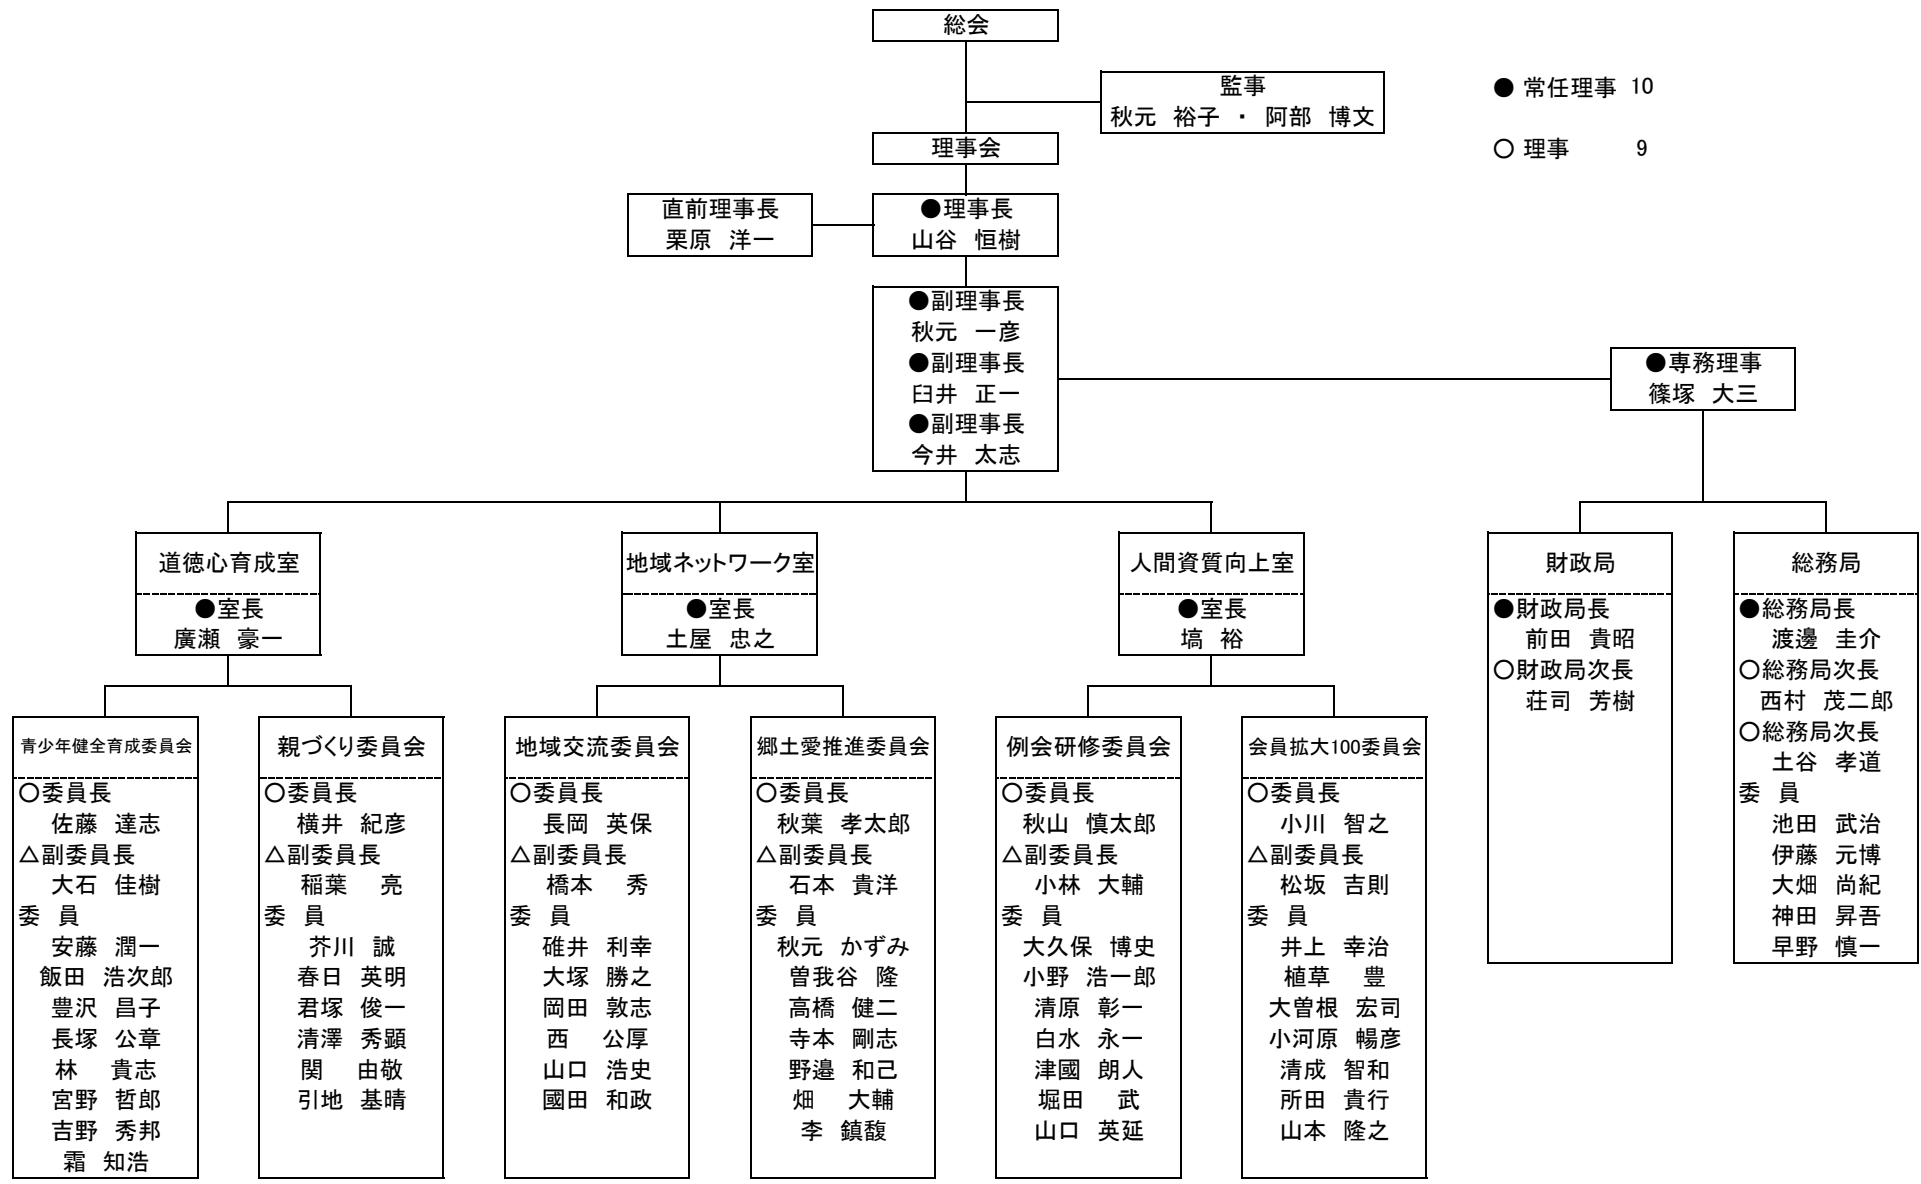 総会
監事
秋元 裕子 ・ 阿部 博文
● 常任理事 10
○ 理事 9
理事会
直前理事長
栗原 洋一
●理事長
山谷 恒樹
●副理事長
秋元 一彦
●副理事長
臼井 正一
●副理事長
今井 太志
●専務理事
篠塚 大三
道徳心育成室
●室長
廣瀬 豪一
地域ネットワーク室
●室長
土屋 忠之
人間資質向上室
●室長
塙 裕
財政局
●財政局長
前田 貴昭
○財政局次長
荘司 芳樹
総務局
●総務局長
渡邊 圭介
○総務局次長
西村 茂二郎
○総務局次長
土谷 孝道
委 員
池田 武治
伊藤 元博
大畑 尚紀
神田 昇吾
早野 慎一
青少年健全育成委員会
○委員長
佐藤 達志
△副委員長
大石 佳樹
委 員
安藤 潤一
飯田 浩次郎
豊沢 昌子
長塚 公章
林 貴志
宮野 哲郎
吉野 秀邦
霜 知浩
親づくり委員会
○委員長
横井 紀彦
△副委員長
稲葉 亮
委 員
芥川 誠
春日 英明
君塚 俊一
清澤 秀顕
関 由敬
引地 基晴
地域交流委員会
○委員長
長岡 英保
△副委員長
橋本 秀
委 員
碓井 利幸
大塚 勝之
岡田 敦志
西 公厚
山口 浩史
國田 和政
郷土愛推進委員会
○委員長
秋葉 孝太郎
△副委員長
石本 貴洋
委 員
秋元 かずみ
曽我谷 隆
高橋 健二
寺本 剛志
野邉 和己
畑 大輔
李 鎮馥
例会研修委員会
○委員長
秋山 慎太郎
△副委員長
小林 大輔
委 員
大久保 博史
小野 浩一郎
清原 彰一
白水 永一
津國 朗人
堀田 武
山口 英延
会員拡大100委員会
○委員長
小川 智之
△副委員長
松坂 吉則
委 員
井上 幸治
植草 豊
大曽根 宏司
小河原 暢彦
清成 智和
所田 貴行
山本 隆之